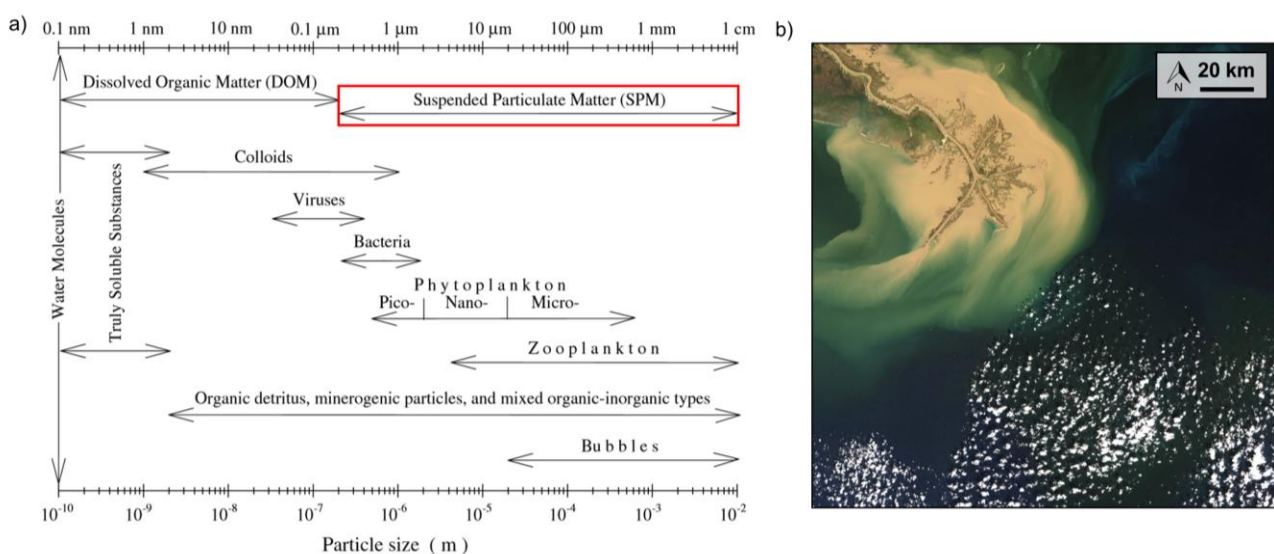 a)
0.1 nm 1 nm 10 nm 0.1 μm 1 μm 10 μm 100 μm 1 mm 1 cm
Dissolved Organic Matter (DOM)
Suspended Particulate Matter (SPM)
Water Molecules
Truly Soluble Substances
Colloids
Viruses
Bacteria
Phytoplankton
Pico- Nano- Micro-
Zooplankton
Organic detritus, minerogenic particles, and mixed organic-inorganic types
Bubbles
10⁻¹⁰ 10⁻⁹ 10⁻⁸ 10⁻⁷ 10⁻⁶ 10⁻⁵ 10⁻⁴ 10⁻³ 10⁻²
Particle size ( m )
b)
N 20 km